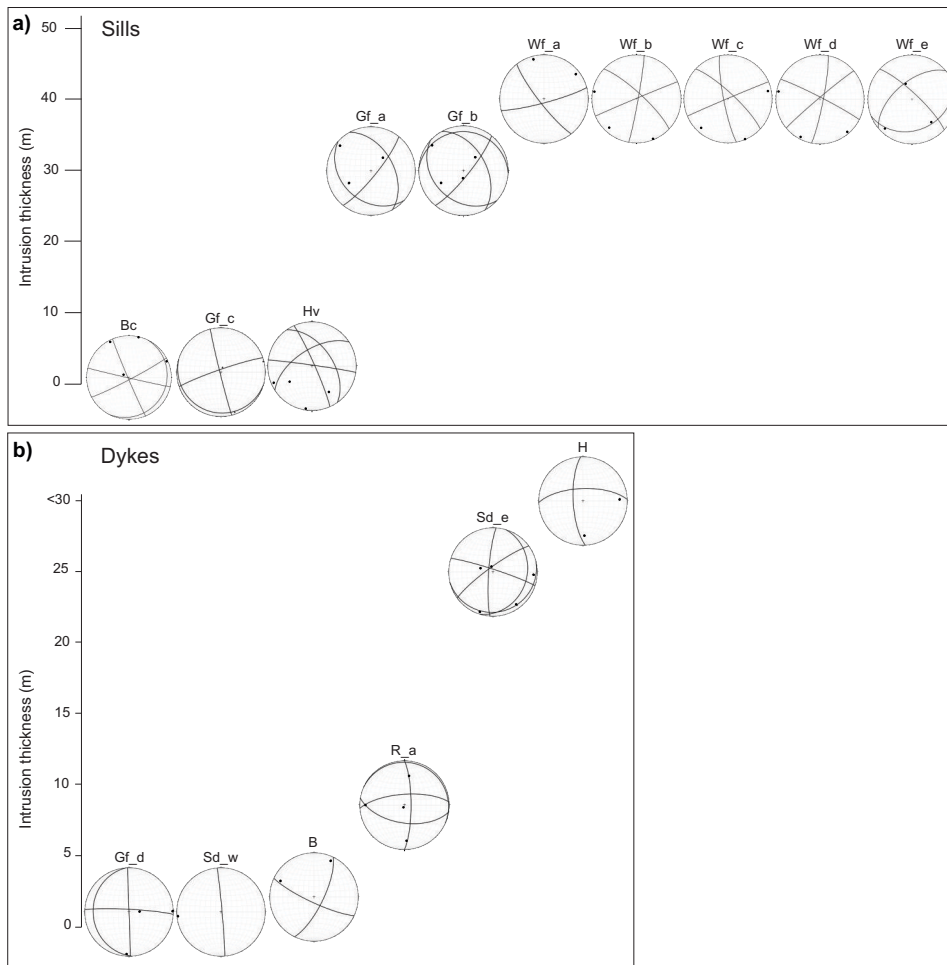 a) Sills
50
40
30
20
10
0
Intrusion thickness (m)
Wf_a Wf_b Wf_c Wf_d Wf_e
Gf_a Gf_b
Bc Gf_c Hv
b) Dykes
<30
25
20
15
10
5
0
Intrusion thickness (m)
H
Sd_e
R_a
Gf_d Sd_w B